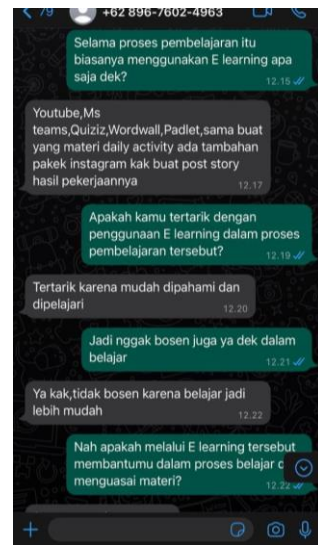 79
+62 896-7602-4963
Selama proses pembelajaran itu
biasanya menggunakan E learning apa
saja dek?
12.15
Youtube,Ms
teams,Quiziz,Wordwall,Padlet,sama buat
yang materi daily activity ada tambahan
pakek instagram kak buat post story
hasil pekerjaannya
12.17
Apakah kamu tertarik dengan
penggunaan E learning dalam proses
pembelajaran tersebut?
12.19
Tertarik karena mudah dipahami dan
dipelajari
12.20
Jadi nggak bosen juga ya dek dalam
belajar
12.21
Ya kak,tidak bosen karena belajar jadi
lebih mudah
12.22
Nah apakah melalui E learning tersebut
membantumu dalam proses belajar
menguasai materi?
12.22